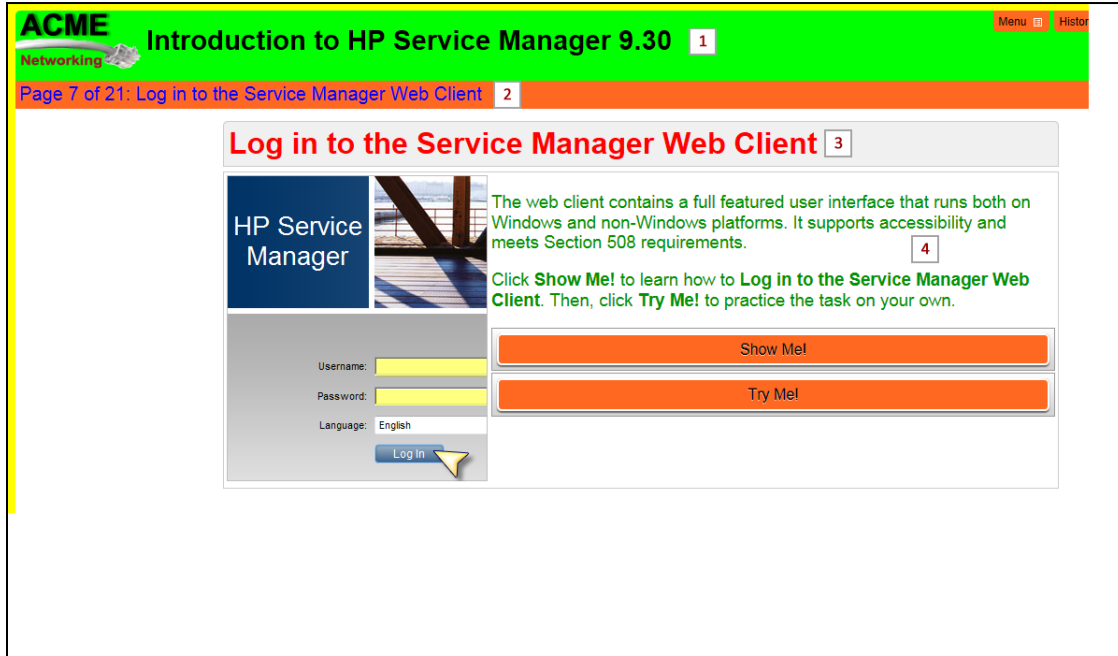 ACME
Networking
Introduction to HP Service Manager 9.30 1
Menu Histor
Page 7 of 21: Log in to the Service Manager Web Client 2
Log in to the Service Manager Web Client 3
HP Service
Manager
The web client contains a full featured user interface that runs both on
Windows and non-Windows platforms. It supports accessibility and
meets Section 508 requirements.
4
Click Show Me! to learn how to Log in to the Service Manager Web
Client. Then, click Try Me! to practice the task on your own.
Show Me!
Try Me!
Username:
Password:
Language: English
Log In